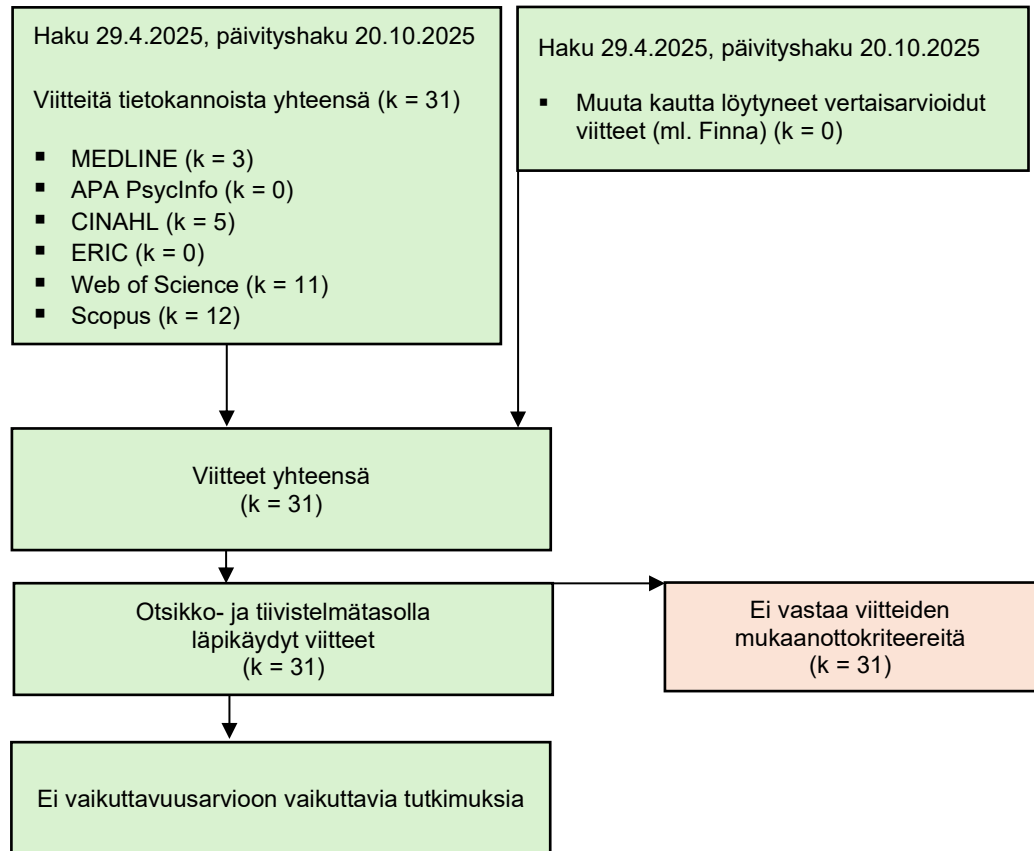 Haku 29.4.2025, päivityshaku 20.10.2025
Viitteitä tietokannoista yhteensä (k = 31)
▪ MEDLINE (k = 3)
▪ APA PsycInfo (k = 0)
▪ CINAHL (k = 5)
▪ ERIC (k = 0)
▪ Web of Science (k = 11)
▪ Scopus (k = 12)
Haku 29.4.2025, päivityshaku 20.10.2025
▪ Muuta kautta löytyneet vertaisarvioidut
viitteet (ml. Finna) (k = 0)
Viitteet yhteensä
(k = 31)
Otsikko- ja tiivistelmätasolla
läpikäydyt viitteet
(k = 31)
Ei vastaa viitteiden
mukaanottokriteereitä
(k = 31)
Ei vaikuttavuusarvioon vaikuttavia tutkimuksia